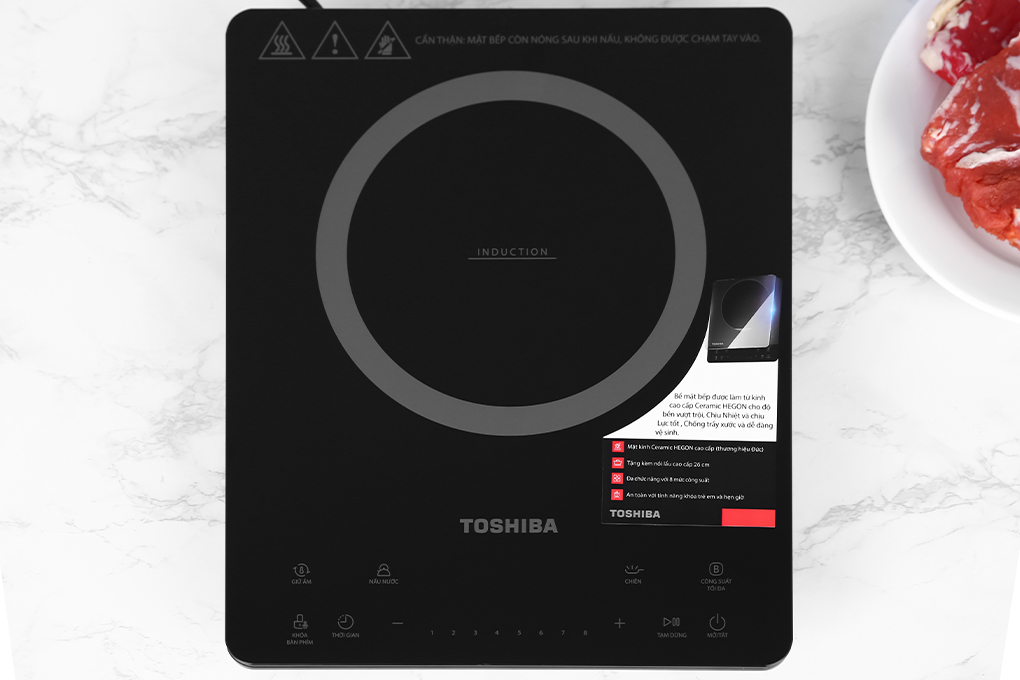 CẨN THẬN: MẶT BẾP CÒN NÓNG SAU KHI NẤU, KHÔNG ĐƯỢC CHẠM TAY VÀO.
INDUCTION
Bề mặt bếp được làm từ kính
cao cấp Ceramic HEGON cho độ
bền vượt trội, Chịu Nhiệt và chịu
Lực tốt , Chống trầy xước và dễ dàng
vệ sinh.
Mặt kính Ceramic HEGON cao cấp (thương hiệu Đức)
Tặng kèm nồi lẩu cao cấp 26 cm
Đa chức năng với 8 mức công suất
An toàn với tính năng khóa trẻ em và hẹn giờ
TOSHIBA
TOSHIBA
GIỮ ẤM
NẤU NƯỚC
CHIÊN
B
CÔNG SUẤT
TỐI ĐA
KHÓA
BÀN PHÍM
THỜI GIAN
− 1 2 3 4 5 6 7 8 +
TẠM DỪNG
MỞ/TẮT